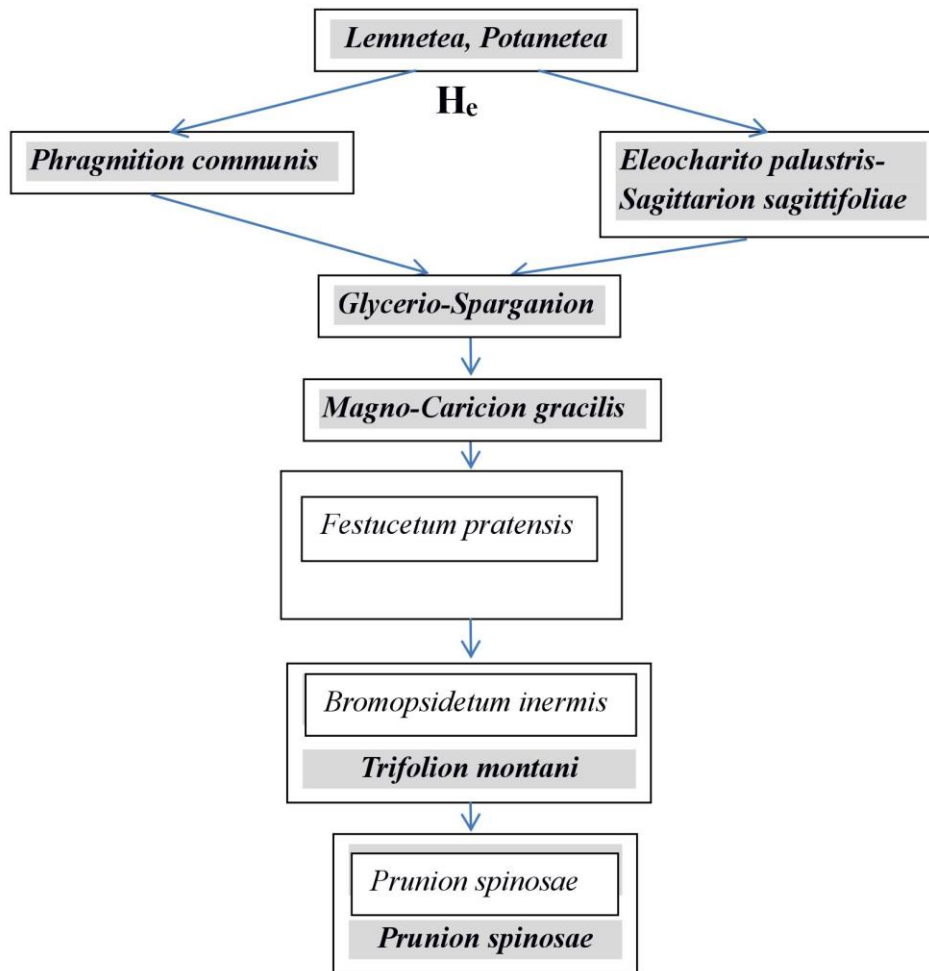 Lemnetea, Potametea
He
Phragmition communis
Eleocharito palustris-
Sagittarion sagittifoliae
Glycerio-Sparganion
Magno-Caricion gracilis
Festucetum pratensis
Bromopsidetum inermis
Trifolion montani
Prunion spinosae
Prunion spinosae